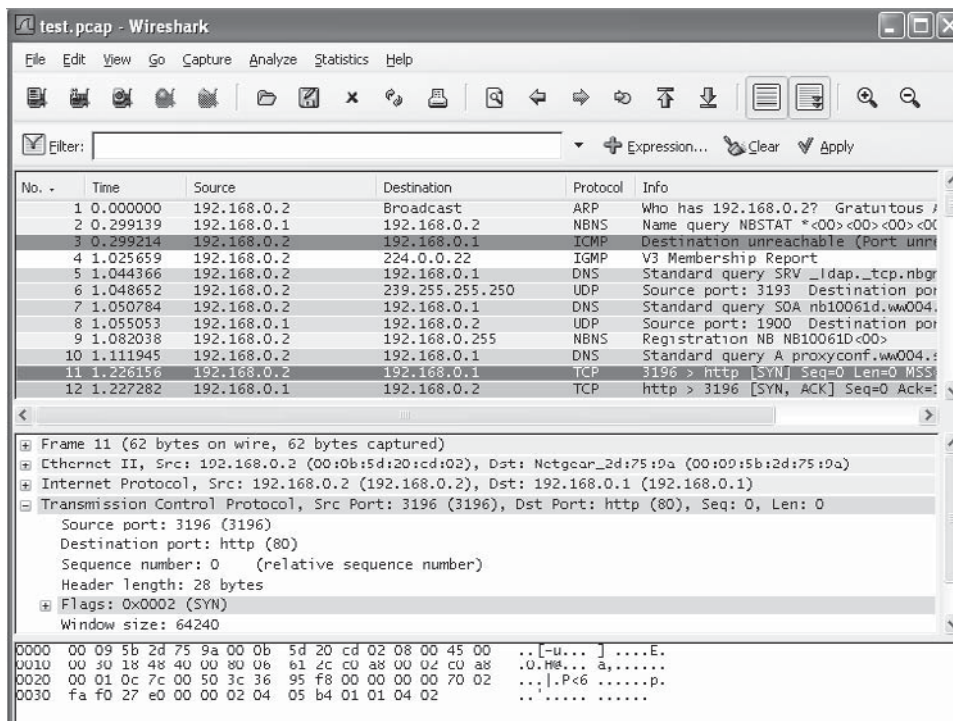 test.pcap - Wireshark
File Edit View Go Capture Analyze Statistics Help
Filter: Expression... Clear Apply
No. Time Source Destination Protocol Info
1 0.000000 192.168.0.2 Broadcast ARP Who has 192.168.0.2? Gratuitous
2 0.299139 192.168.0.1 192.168.0.2 NBNS Name query NBSTAT *<00><00><00><00
3 0.299214 192.168.0.2 192.168.0.1 ICMP Destination unreachable (Port unre
4 1.025659 192.168.0.2 224.0.0.22 IGMP V3 Membership Report
5 1.044366 192.168.0.2 192.168.0.1 DNS Standard query SRV _ldap._tcp.nbgr
6 1.048652 192.168.0.2 239.255.255.250 UDP Source port: 3193 Destination por
7 1.050784 192.168.0.2 192.168.0.1 DNS Standard query SOA nb10061d.ww004.
8 1.055053 192.168.0.1 192.168.0.2 UDP Source port: 1900 Destination por
9 1.082038 192.168.0.2 192.168.0.255 NBNS Registration NB NB10061D<00>
10 1.111945 192.168.0.2 192.168.0.1 DNS Standard query A proxyconf.ww004.s
11 1.226156 192.168.0.2 192.168.0.1 TCP 3196 > http [SYN] Seq=0 Len=0 MSS
12 1.227282 192.168.0.1 192.168.0.2 TCP http > 3196 [SYN, ACK] Seq=0 Ack=
Frame 11 (62 bytes on wire, 62 bytes captured)
Ethernet II, Src: 192.168.0.2 (00:0b:5d:20:cd:02), Dst: Netgear_2d:75:9a (00:09:5b:2d:75:9a)
Internet Protocol, Src: 192.168.0.2 (192.168.0.2), Dst: 192.168.0.1 (192.168.0.1)
Transmission Control Protocol, Src Port: 3196 (3196), Dst Port: http (80), Seq: 0, Len: 0
Source port: 3196 (3196)
Destination port: http (80)
Sequence number: 0 (relative sequence number)
Header length: 28 bytes
Flags: 0x0002 (SYN)
Window size: 64240
0000 00 09 5b 2d 75 9a 00 0b 5d 20 cd 02 08 00 45 00 ..[-u... ] ....E.
0010 00 30 18 48 40 00 80 06 61 2c c0 a8 00 02 c0 a8 .0.H@... a,......
0020 00 01 0c 7c 00 50 3c 36 95 f8 00 00 00 00 70 02 ...|.P<6 ......p.
0030 fa f0 27 e0 00 00 02 04 05 b4 01 01 04 02 ..'..... ......